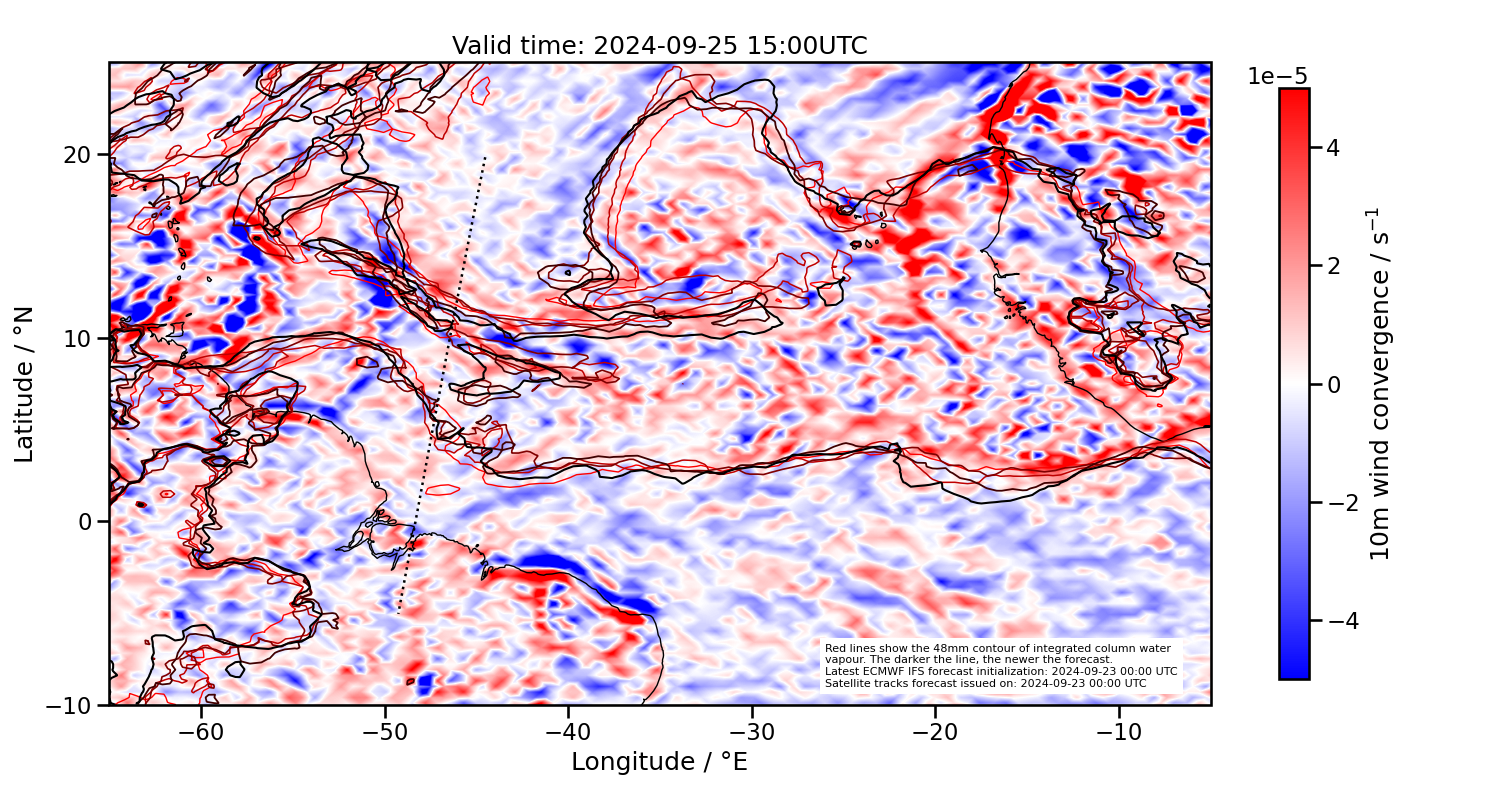 Valid time: 2024-09-25 15:00UTC
1e−5
20
10
0
−10
Latitude / °N
−60
−50
−40
−30
−20
−10
Longitude / °E
4
2
0
−2
−4
10m wind convergence / s⁻¹
Red lines show the 48mm contour of integrated column water
vapour. The darker the line, the newer the forecast.
Latest ECMWF IFS forecast initialization: 2024-09-23 00:00 UTC
Satellite tracks forecast issued on: 2024-09-23 00:00 UTC